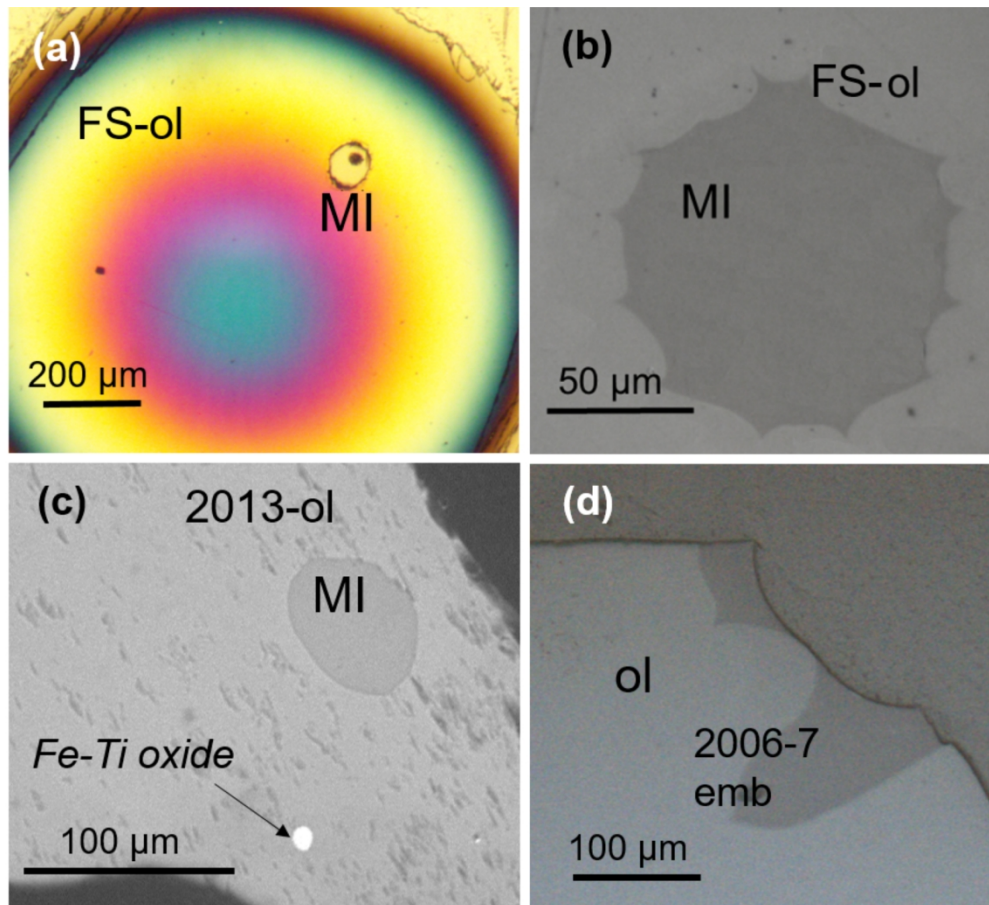 (a)
FS-ol
MI
200 µm
(b)
FS-ol
MI
50 µm
(c)
2013-ol
MI
Fe-Ti oxide
100 µm
(d)
ol
2006-7
emb
100 µm